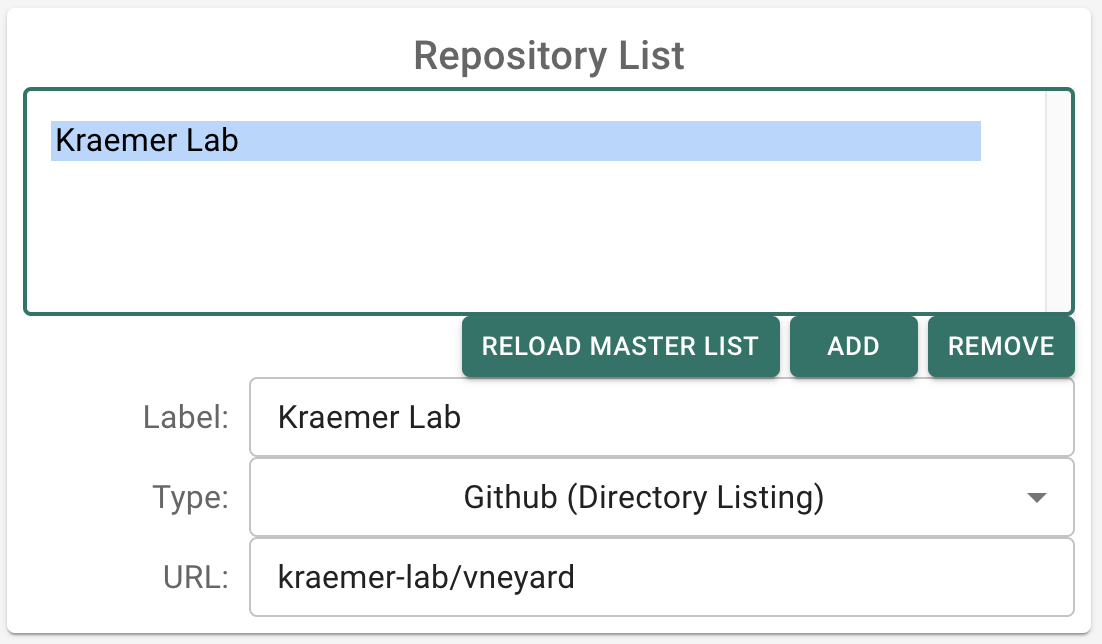 Repository List
Kraemer Lab
RELOAD MASTER LIST ADD REMOVE
Label: Kraemer Lab
Type: Github (Directory Listing)
URL: kraemer-lab/vneyard